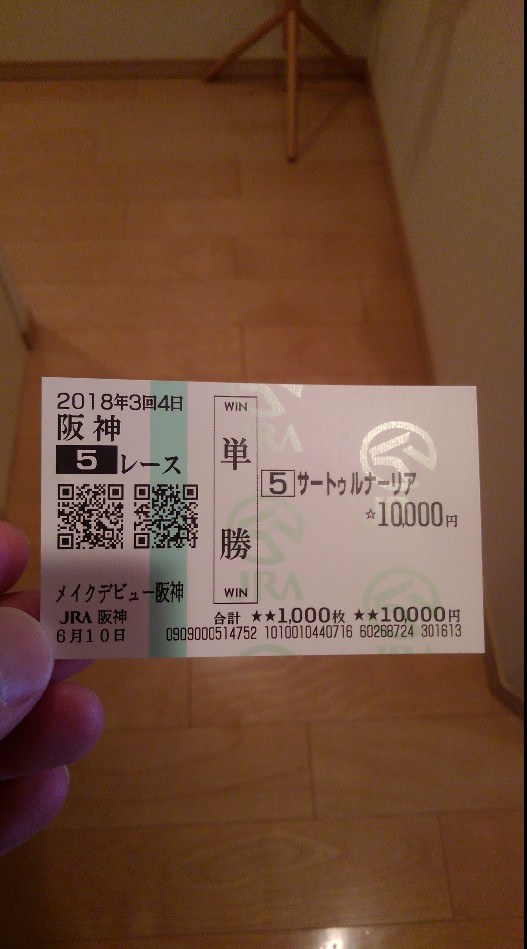 2018年3回4日
阪神
5レース
メイクデビュー阪神
JRA 阪神
6月10日
WIN
単勝
WIN
5 サートゥルナーリア
☆10,000円
合計 ★★1,000枚 ★★10,000円
0909000514752 1010010440716 60268724 301613
JRA
JRA
JRA